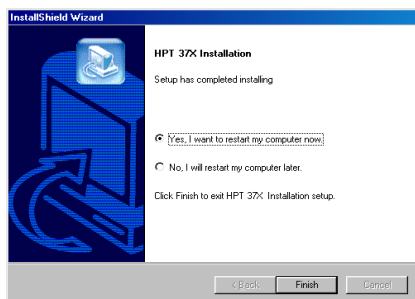 InstallShield Wizard
HPT 37X Installation
Setup has completed installing
Yes, I want to restart my computer now.
No, I will restart my computer later.
Click Finish to exit HPT 37X Installation setup.
< Back
Finish
Cancel